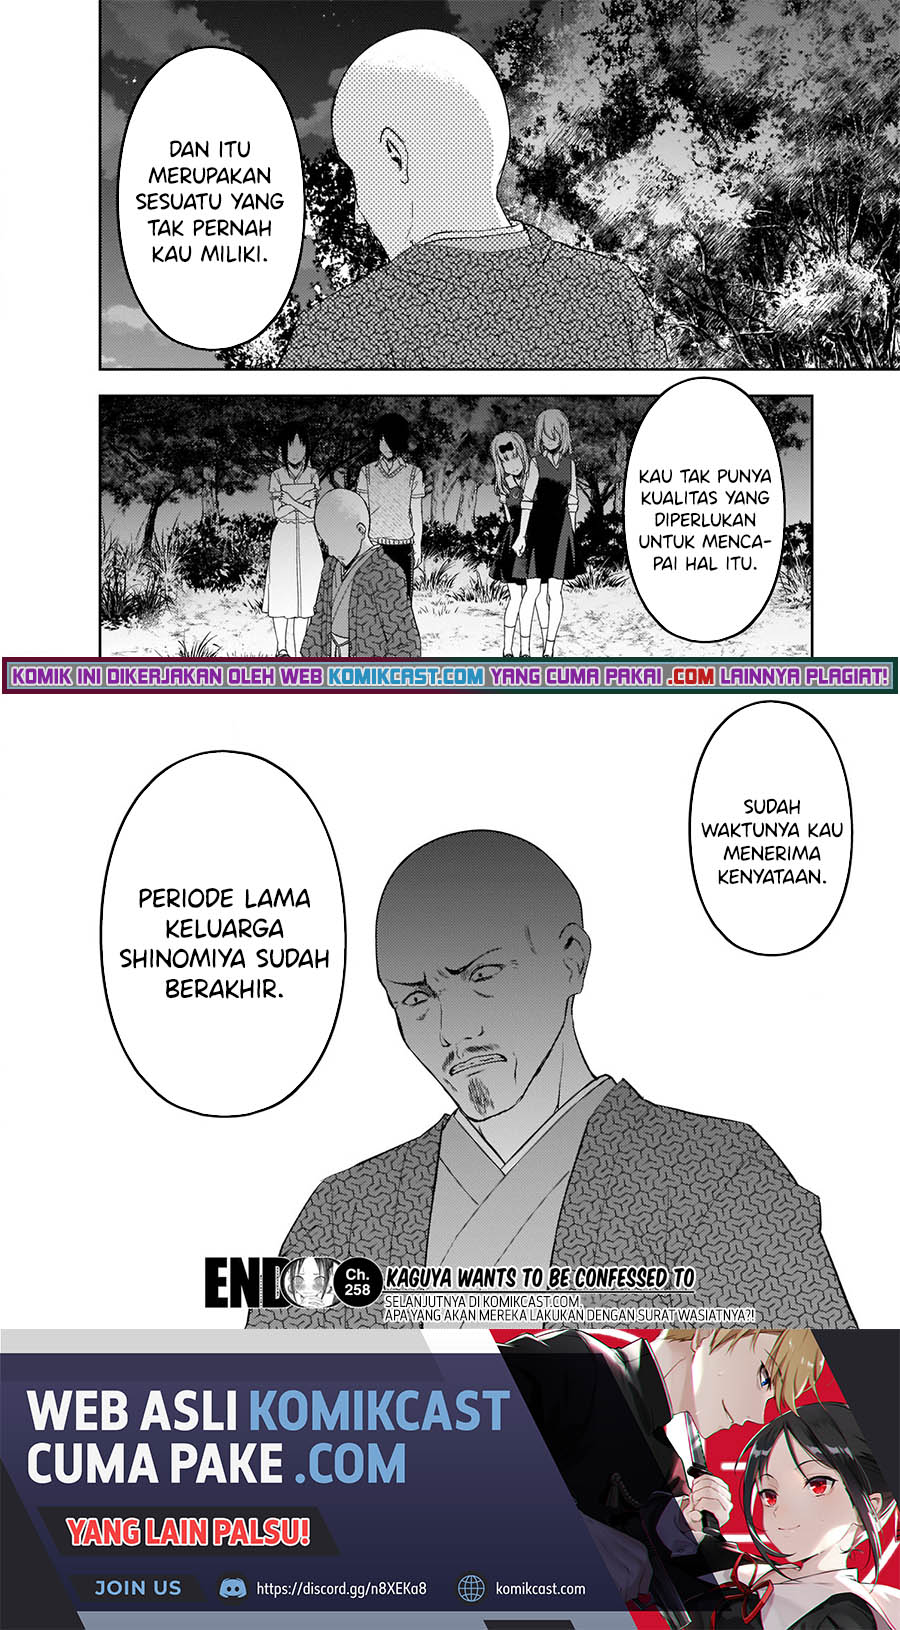 DAN ITU
MERUPAKAN
SESUATU YANG
TAK PERNAH
KAU MILIKI.
KAU TAK PUNYA
KUALITAS YANG
DIPERLUKAN
UNTUK MENCA-
PAI HAL ITU.
KOMIK INI DIKERJAKAN OLEH WEB KOMIKCAST.COM YANG CUMA PAKAI .COM LAINNYA PLAGIAT!
SUDAH
WAKTUNYA KAU
MENERIMA
KENYATAAN.
PERIODE LAMA
KELUARGA
SHINOMIYA SUDAH
BERAKHIR.
END Ch. 258 KAGUYA WANTS TO BE CONFESSED TO
SELANJUTNYA DI KOMIKCAST.COM,
APA YANG AKAN MEREKA LAKUKAN DENGAN SURAT WASIATNYA?!
WEB ASLI KOMIKCAST
CUMA PAKE .COM
YANG LAIN PALSU!
JOIN US https://discord.gg/n8XEKa8 komikcast.com